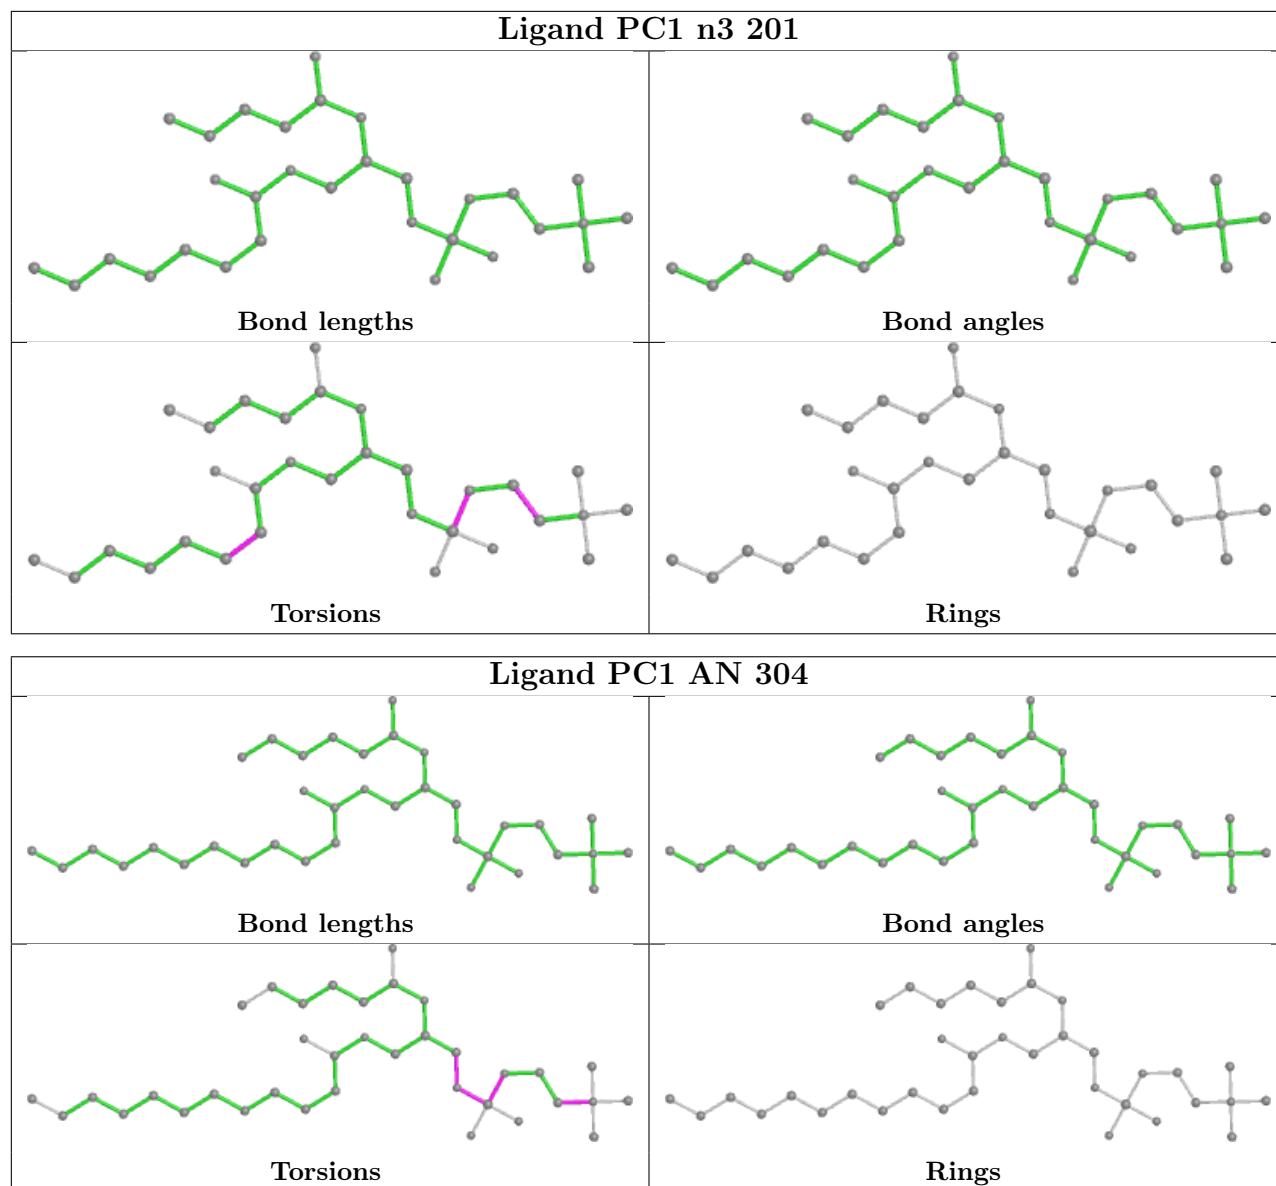 Ligand PC1 n3 201
Bond lengths
Bond angles
Torsions
Rings
Ligand PC1 AN 304
Bond lengths
Bond angles
Torsions
Rings